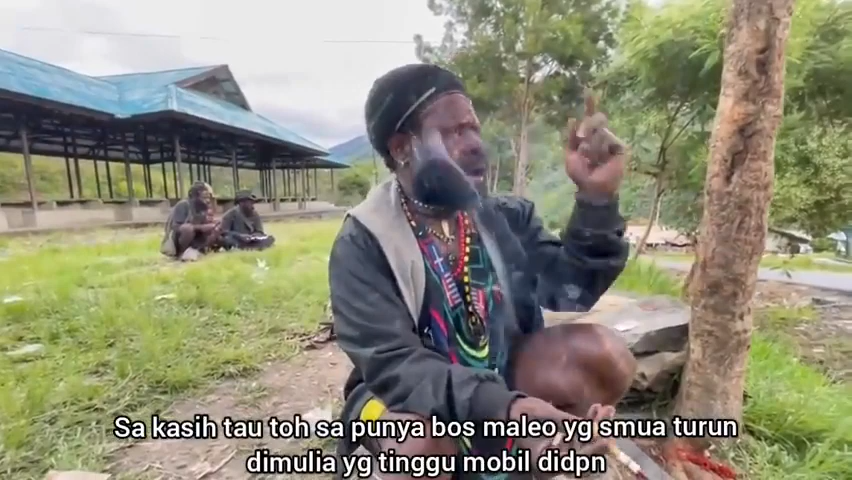 Sa kasih tau toh sa punya bos, maleo yg smua turun
dimulia yg tinggu mobil didpn